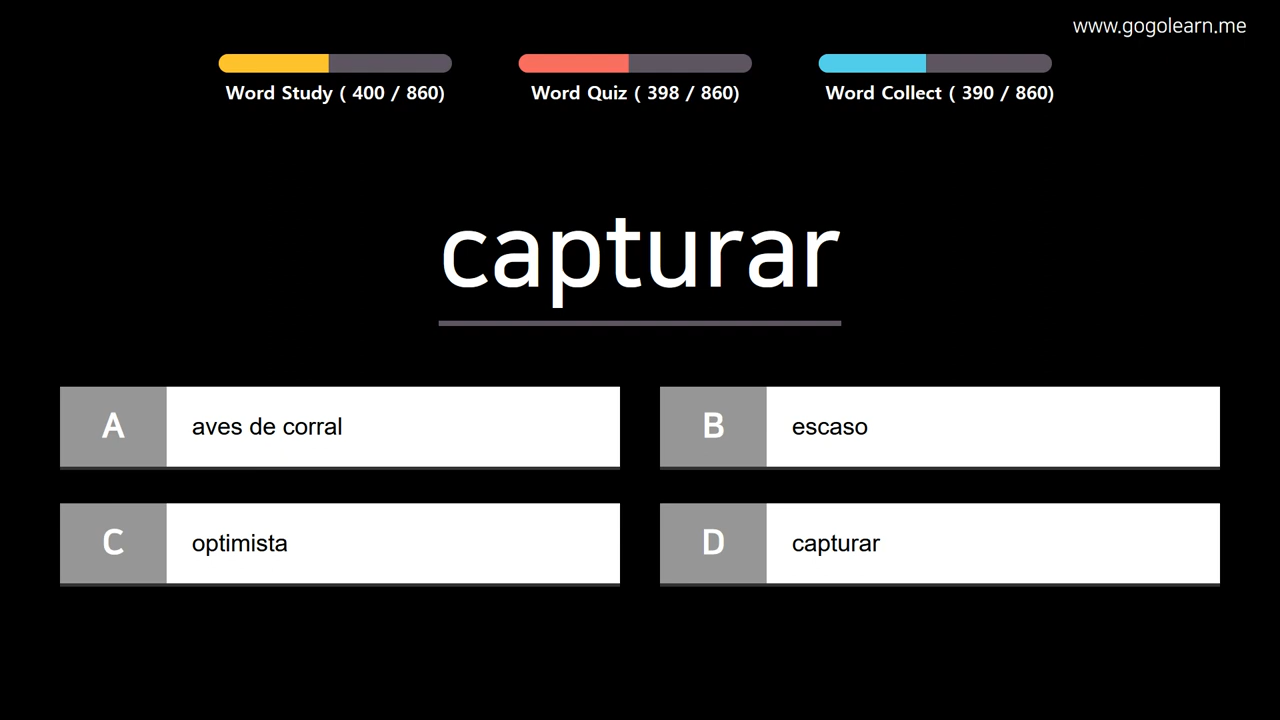 www.gogolearn.me
Word Study ( 400 / 860)
Word Quiz ( 398 / 860)
Word Collect ( 390 / 860)
capturar
A aves de corral
B escaso
C optimista
D capturar